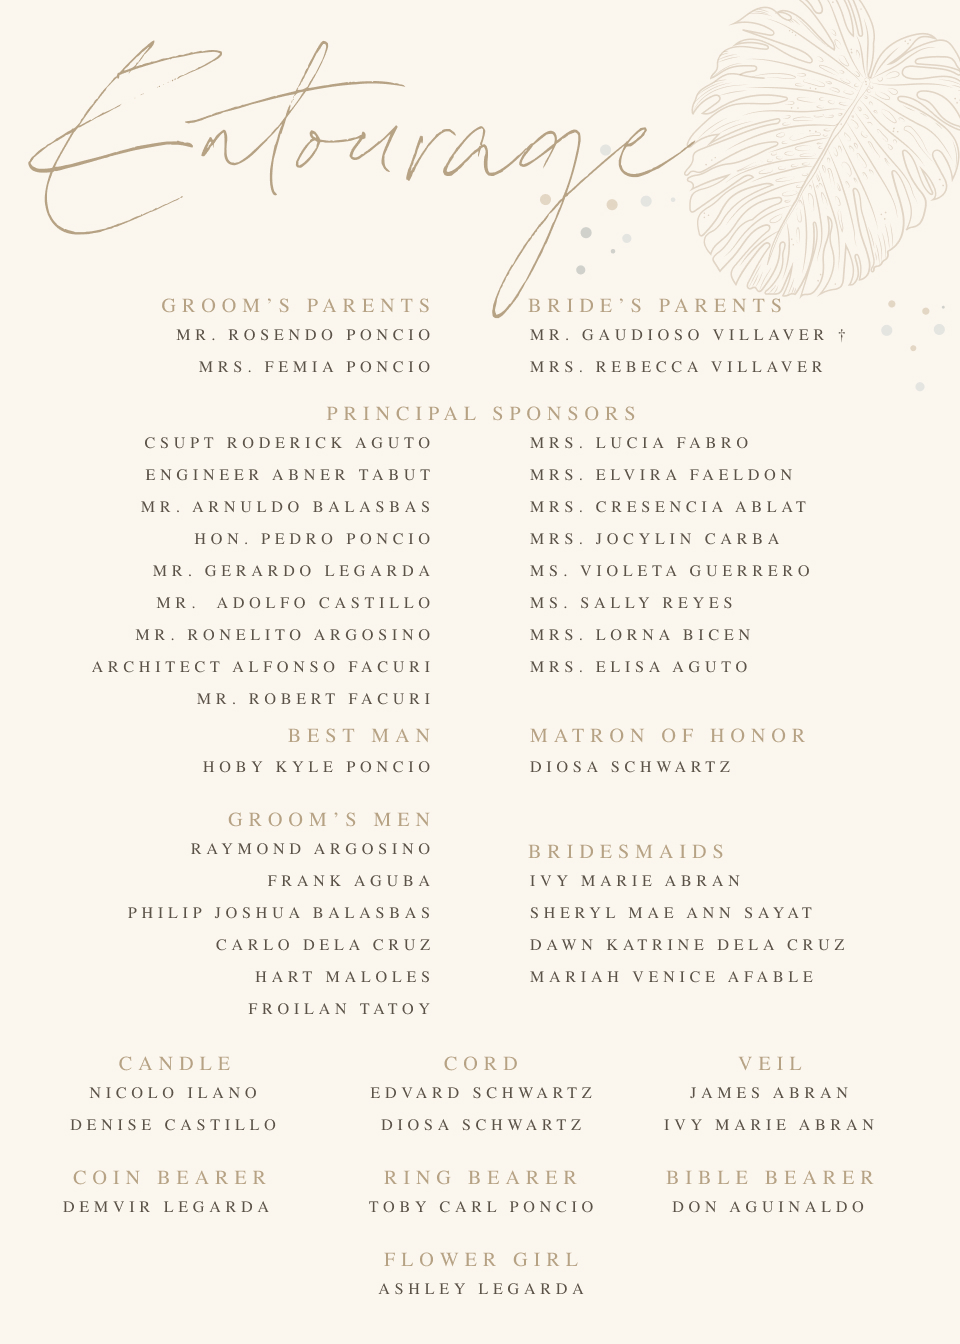 Entourage
GROOM'S PARENTS
MR. ROSENDO PONCIO
MRS. FEMIA PONCIO
BRIDE'S PARENTS
MR. GAUDIOSO VILLAVER †
MRS. REBECCA VILLAVER
PRINCIPAL SPONSORS
CSUPT RODERICK AGUTO
ENGINEER ABNER TABUT
MR. ARNULDO BALASBAS
HON. PEDRO PONCIO
MR. GERARDO LEGARDA
MR. ADOLFO CASTILLO
MR. RONELITO ARGOSINO
ARCHITECT ALFONSO FACURI
MR. ROBERT FACURI
MRS. LUCIA FABRO
MRS. ELVIRA FAELDON
MRS. CRESENCIA ABLAT
MRS. JOCYLIN CARBA
MS. VIOLETA GUERRERO
MS. SALLY REYES
MRS. LORNA BICEN
MRS. ELISA AGUTO
BEST MAN
HOBY KYLE PONCIO
MATRON OF HONOR
DIOSA SCHWARTZ
GROOM'S MEN
RAYMOND ARGOSINO
FRANK AGUBA
PHILIP JOSHUA BALASBAS
CARLO DELA CRUZ
HART MALOLES
FROILAN TATOY
BRIDESMAIDS
IVY MARIE ABRAN
SHERYL MAE ANN SAYAT
DAWN KATRINE DELA CRUZ
MARIAH VENICE AFABLE
CANDLE
NICOLO ILANO
DENISE CASTILLO
CORD
EDVARD SCHWARTZ
DIOSA SCHWARTZ
VEIL
JAMES ABRAN
IVY MARIE ABRAN
COIN BEARER
DEMVIR LEGARDA
RING BEARER
TOBY CARL PONCIO
BIBLE BEARER
DON AGUINALDO
FLOWER GIRL
ASHLEY LEGARDA